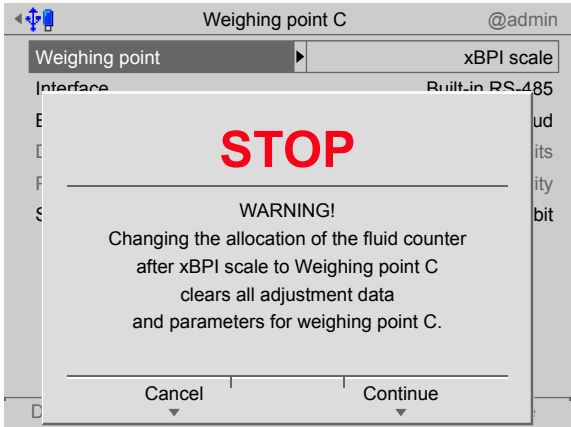 Weighing point C @admin
Weighing point xBPI scale
Interface Built-in RS-485
STOP
WARNING!
Changing the allocation of the fluid counter
after xBPI scale to Weighing point C
clears all adjustment data
and parameters for weighing point C.
Cancel Continue